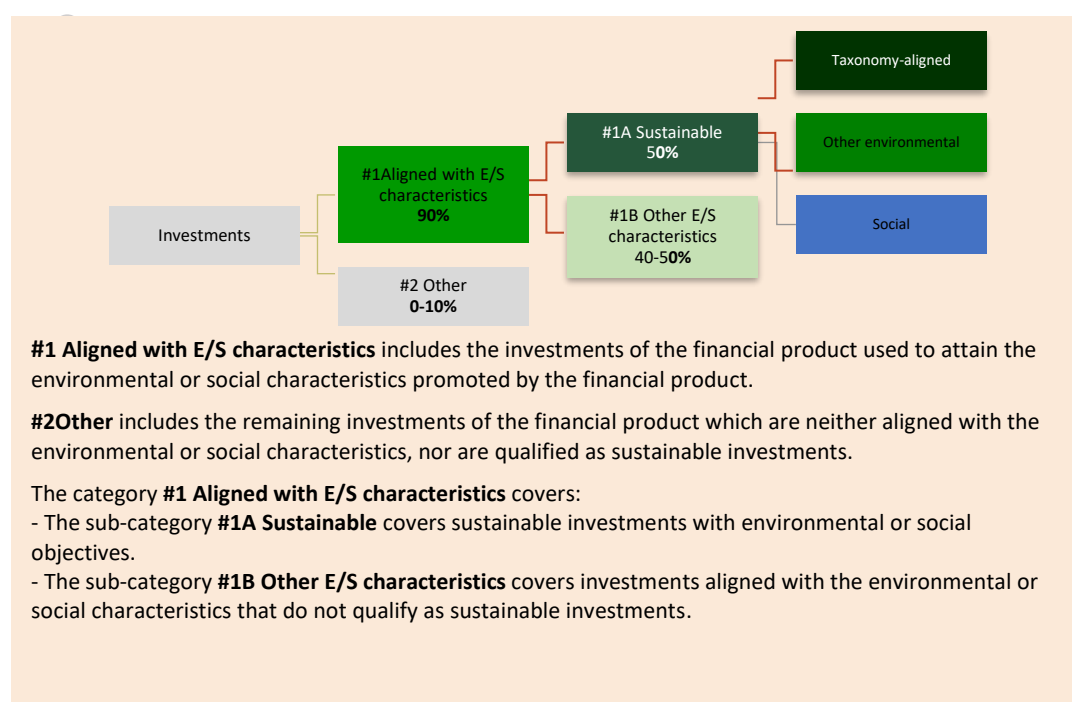 Taxonomy-aligned
#1A Sustainable
50%
Other environmental
#1Aligned with E/S
characteristics
90%
#1B Other E/S
characteristics
40-50%
Social
Investments
#2 Other
0-10%
#1 Aligned with E/S characteristics includes the investments of the financial product used to attain the
environmental or social characteristics promoted by the financial product.
#2Other includes the remaining investments of the financial product which are neither aligned with the
environmental or social characteristics, nor are qualified as sustainable investments.
The category #1 Aligned with E/S characteristics covers:
- The sub-category #1A Sustainable covers sustainable investments with environmental or social
objectives.
- The sub-category #1B Other E/S characteristics covers investments aligned with the environmental or
social characteristics that do not qualify as sustainable investments.